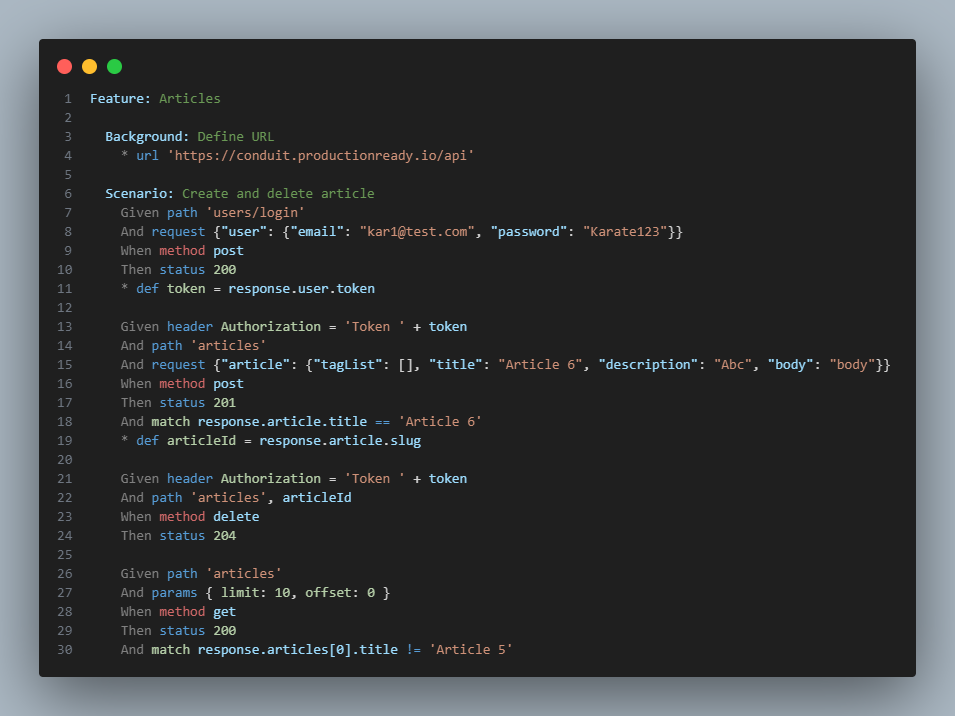 1 Feature: Articles
2
3 Background: Define URL
4 * url 'https://conduit.productionready.io/api'
5
6 Scenario: Create and delete article
7 Given path 'users/login'
8 And request {"user": {"email": "kar1@test.com", "password": "Karate123"}}
9 When method post
10 Then status 200
11 * def token = response.user.token
12
13 Given header Authorization = 'Token ' + token
14 And path 'articles'
15 And request {"article": {"tagList": [], "title": "Article 6", "description": "Abc", "body": "body"}}
16 When method post
17 Then status 201
18 And match response.article.title == 'Article 6'
19 * def articleId = response.article.slug
20
21 Given header Authorization = 'Token ' + token
22 And path 'articles', articleId
23 When method delete
24 Then status 204
25
26 Given path 'articles'
27 And params { limit: 10, offset: 0 }
28 When method get
29 Then status 200
30 And match response.articles[0].title != 'Article 5'